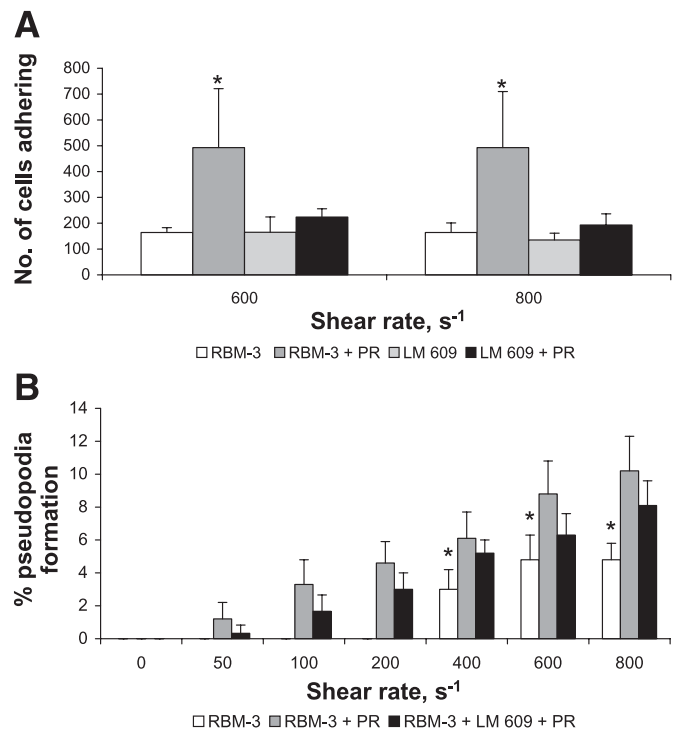 A
No. of cells adhering
800
700
600
500
400
300
200
100
0
* *
600 800
Shear rate, s-1
RBM-3 RBM-3 + PR LM 609 LM 609 + PR
B
% pseudopodia
formation
14
12
10
8
6
4
2
0
* * *
0 50 100 200 400 600 800
Shear rate, s-1
RBM-3 RBM-3 + PR RBM-3 + LM 609 + PR